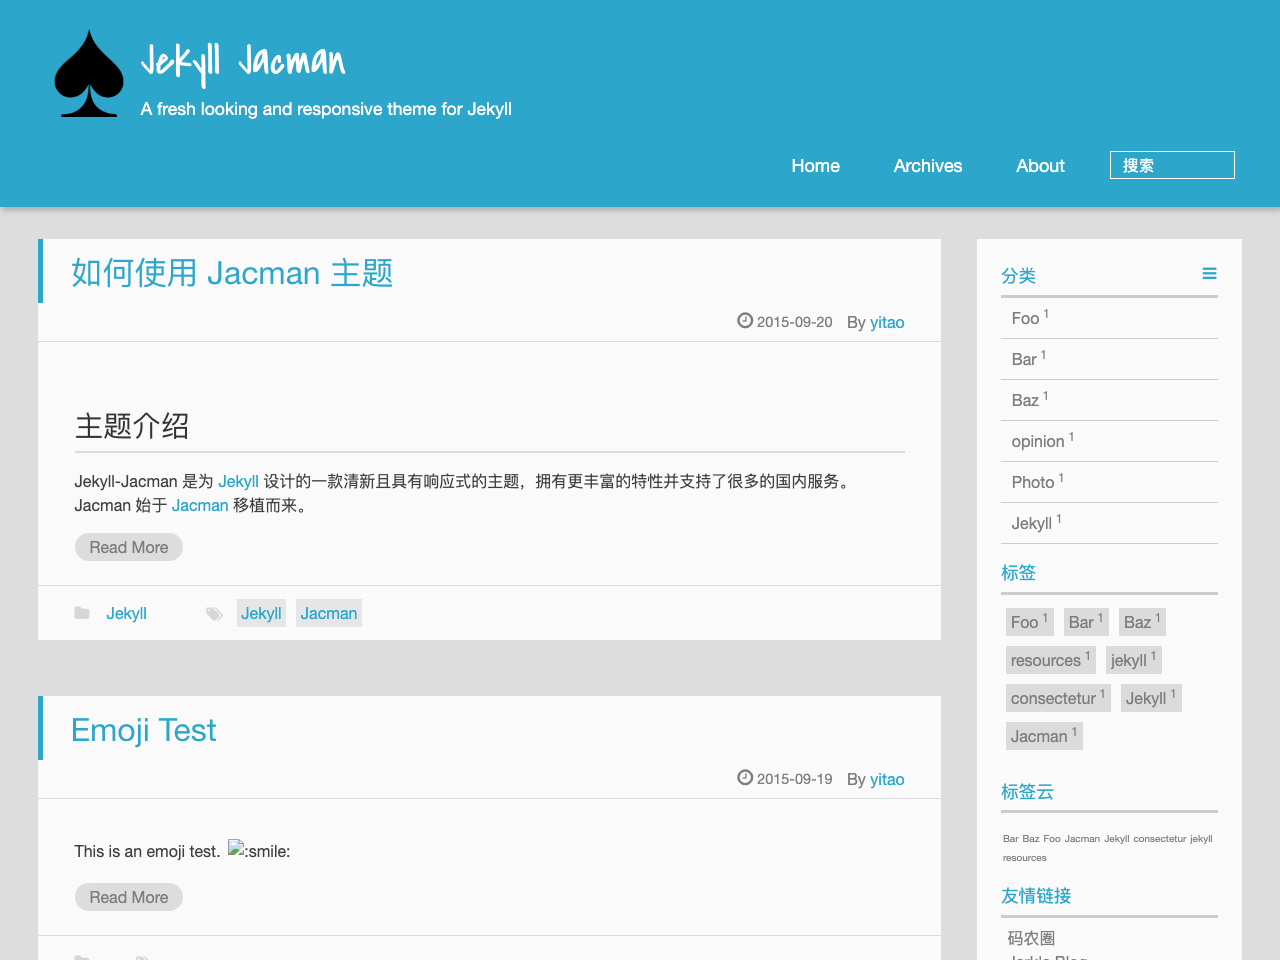 Jekyll Jacman
A fresh looking and responsive theme for Jekyll
Home Archives About 搜索
如何使用 Jacman 主题
2015-09-20 By yitao
主题介绍
Jekyll-Jacman 是为 Jekyll 设计的一款清新且具有响应式的主题，拥有更丰富的特性并支持了很多的国内服务。
Jacman 始于 Jacman 移植而来。
Read More
Jekyll Jekyll Jacman
Emoji Test
2015-09-19 By yitao
This is an emoji test. :smile:
Read More
分类
Foo 1
Bar 1
Baz 1
opinion 1
Photo 1
Jekyll 1
标签
Foo 1 Bar 1 Baz 1
resources 1 jekyll 1
consectetur 1 Jekyll 1
Jacman 1
标签云
Bar Baz Foo Jacman Jekyll consectetur jekyll
resources
友情链接
码农圈